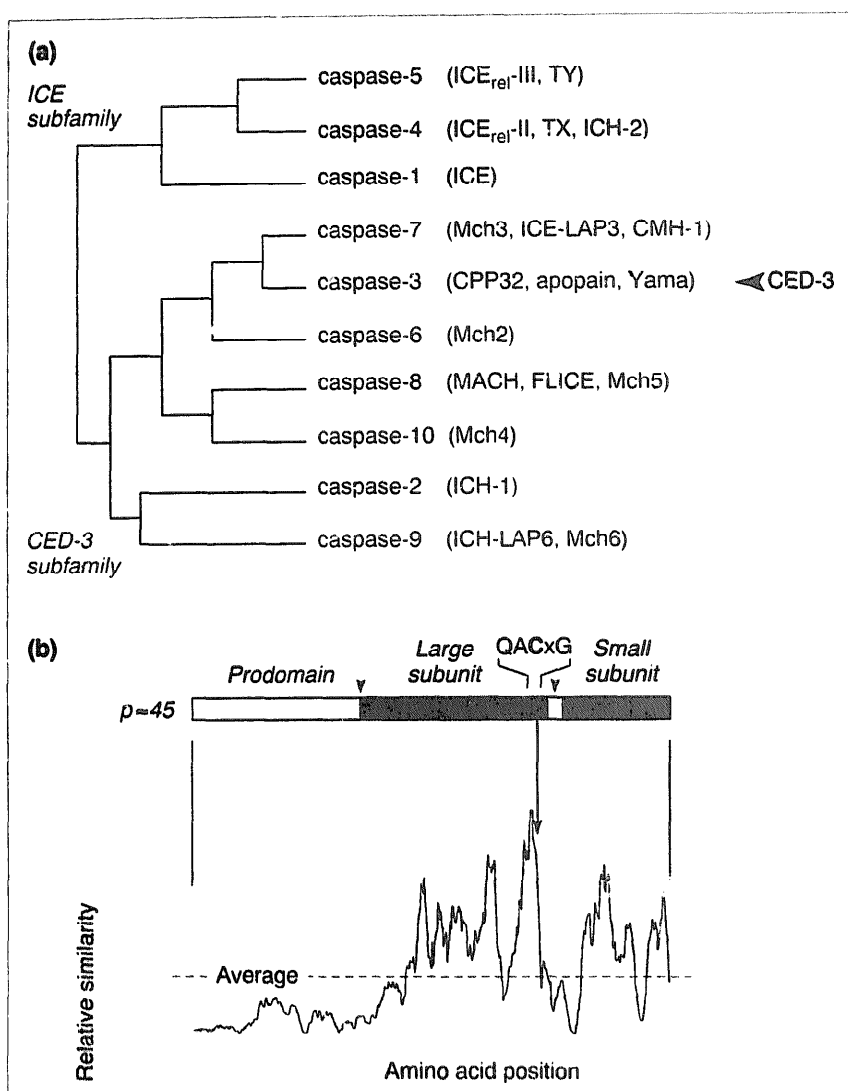 (a)
ICE
subfamily
caspase-5 (ICErel-III, TY)
caspase-4 (ICErel-II, TX, ICH-2)
caspase-1 (ICE)
caspase-7 (Mch3, ICE-LAP3, CMH-1)
caspase-3 (CPP32, apopain, Yama) CED-3
caspase-6 (Mch2)
caspase-8 (MACH, FLICE, Mch5)
caspase-10 (Mch4)
caspase-2 (ICH-1)
caspase-9 (ICH-LAP6, Mch6)
CED-3
subfamily
(b)
Prodomain
Large
subunit
QACxG
Small
subunit
p≈45
Average
Relative similarity
Amino acid position